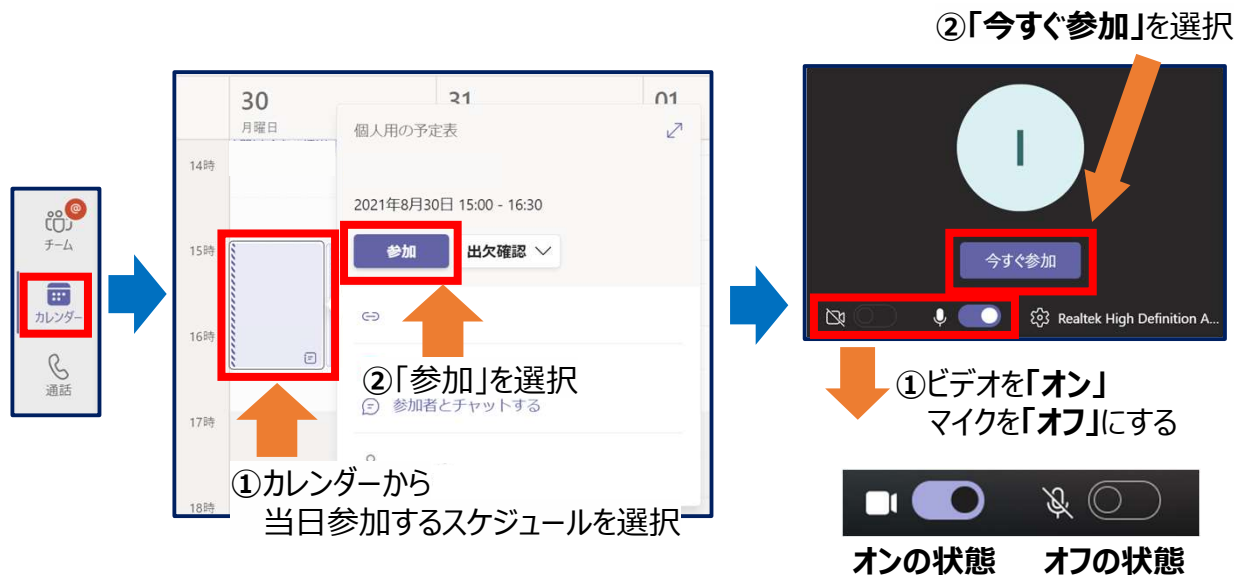 ②「今すぐ参加」を選択
@
チーム
カレンダー
通話
30
月曜日
31
01
14時
15時
16時
17時
18時
個人用の予定表
2021年8月30日 15:00 - 16:30
参加
出欠確認
②「参加」を選択
参加者とチャットする
①カレンダーから
当日参加するスケジュールを選択
I
今すぐ参加
Realtek High Definition A...
①ビデオを「オン」
マイクを「オフ」にする
オンの状態 オフの状態